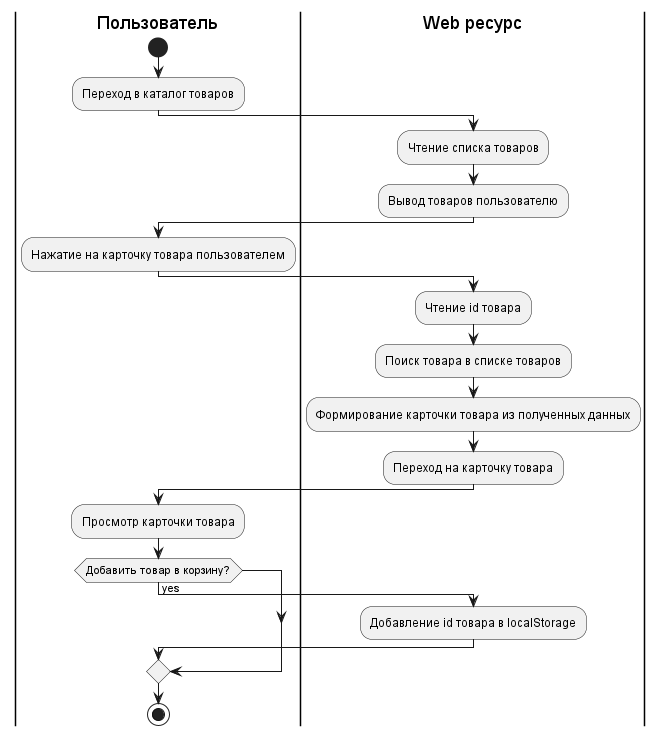 Пользователь
Web ресурс
Переход в каталог товаров
Чтение списка товаров
Вывод товаров пользователю
Нажатие на карточку товара пользователем
Чтение id товара
Поиск товара в списке товаров
Формирование карточки товара из полученных данных
Переход на карточку товара
Просмотр карточки товара
Добавить товар в корзину?
yes
Добавление id товара в localStorage